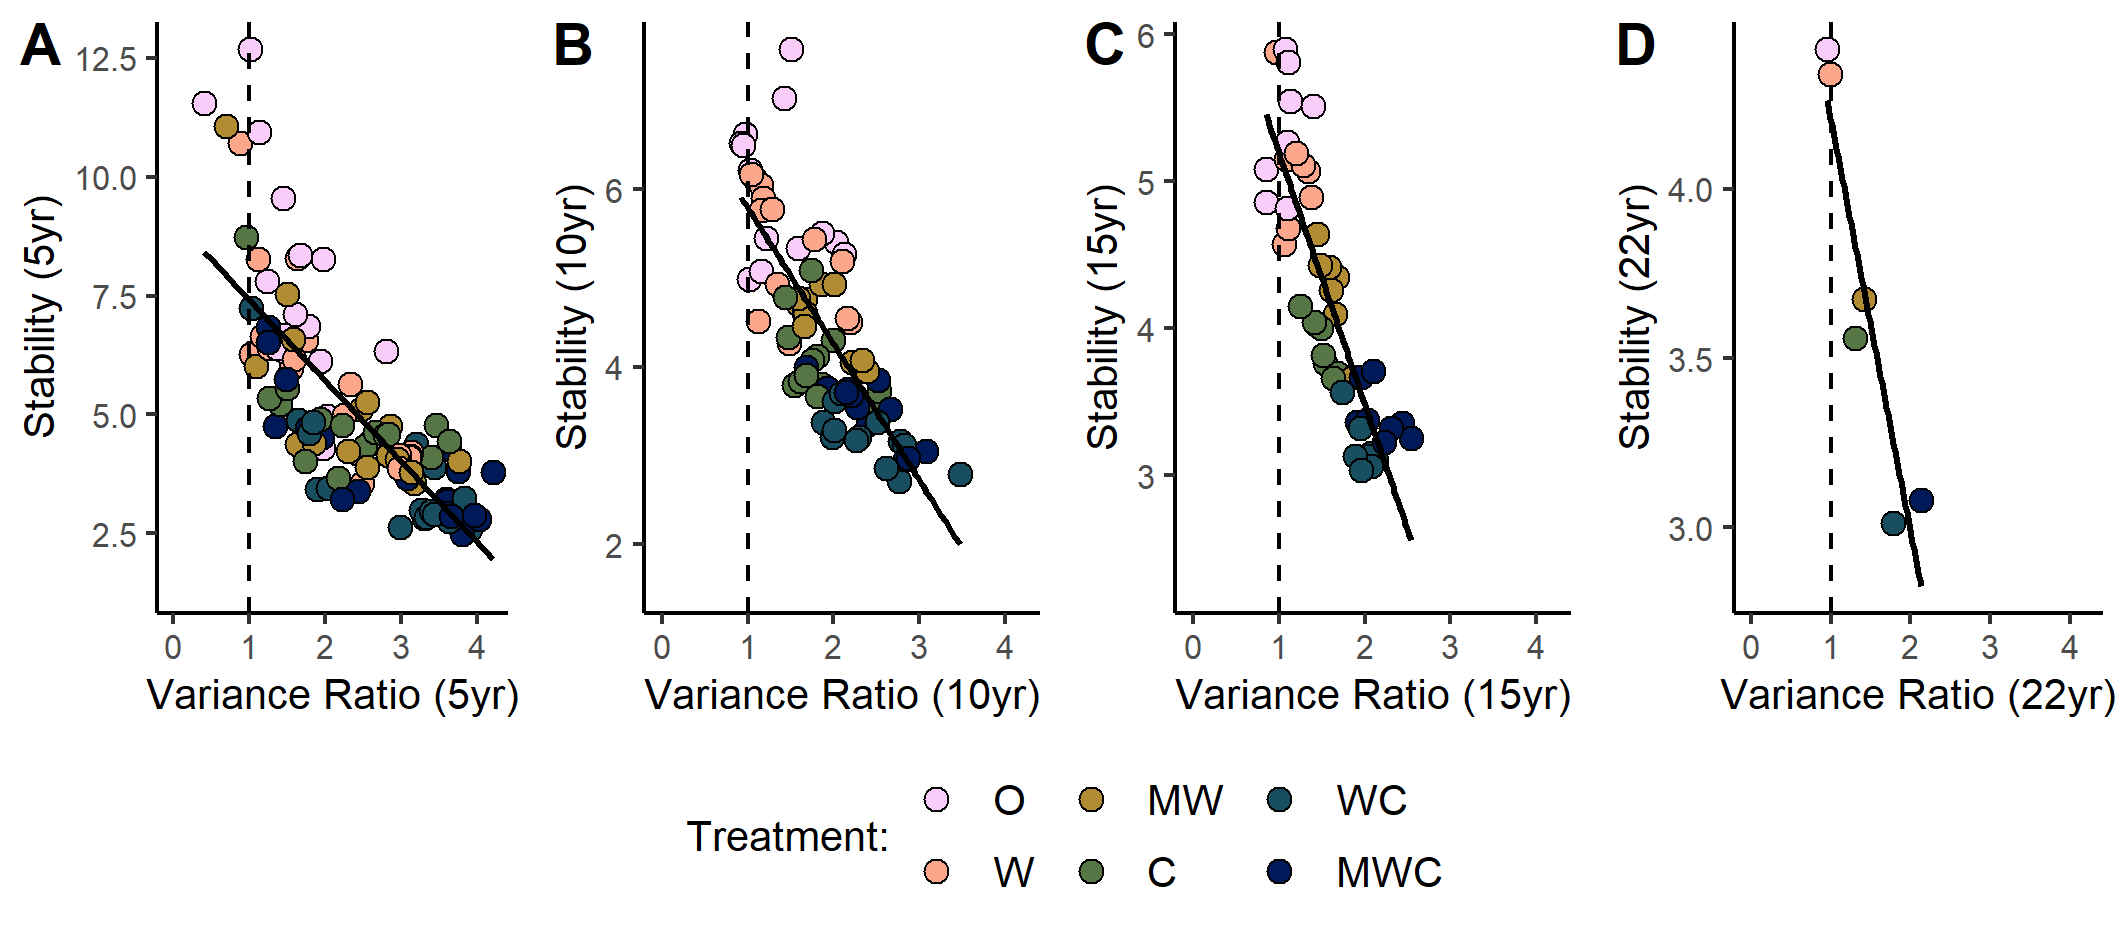 A B C D
Stability (5yr)
12.5
10.0
7.5
5.0
2.5
0 1 2 3 4
Variance Ratio (5yr)
Stability (10yr)
6
4
2
0 1 2 3 4
Variance Ratio (10yr)
Stability (15yr)
6
5
4
3
0 1 2 3 4
Variance Ratio (15yr)
Stability (22yr)
4.0
3.5
3.0
0 1 2 3 4
Variance Ratio (22yr)
Treatment:
O MW WC
W C MWC